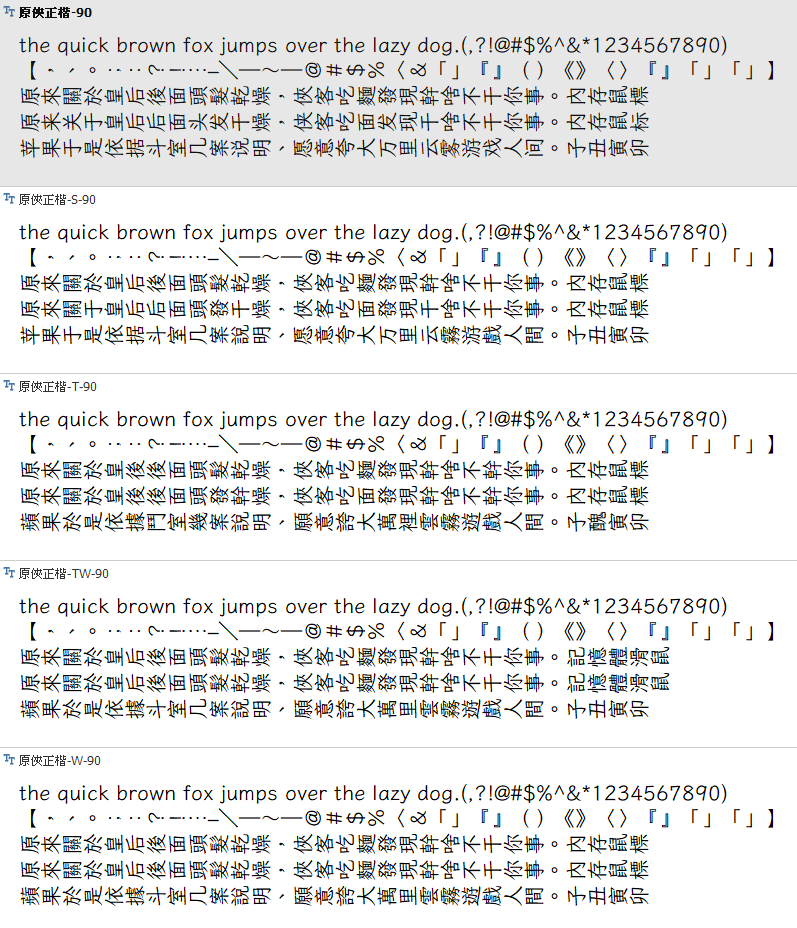 原俠正楷-90
the quick brown fox jumps over the lazy dog.(,?!@#$%^&*1234567890)
【，、。：；：？！……＼—～—@#$%〈&「」『』（）《》〈〉『』「」「」】
原來關於皇后後面頭髮乾燥，俠客吃麵發現幹啥不干你事。內存鼠標
原来关于皇后后面头发干燥，侠客吃面发现干啥不干你事。内存鼠标
苹果于是依据斗室几案说明、愿意夸大万里云雾游戏人间。子丑寅卯
原俠正楷-S-90
the quick brown fox jumps over the lazy dog.(,?!@#$%^&*1234567890)
【，、。：；：？！……＼—～—@#$%〈&「」『』（）《》〈〉『』「」「」】
原來關於皇后後面頭髮乾燥，俠客吃麵發現幹啥不干你事。內存鼠標
原來關于皇后后面頭發干燥，俠客吃面發現干啥不干你事。內存鼠標
苹果于是依据斗室几案說明、愿意夸大万里云霧游戲人間。子丑寅卯
原俠正楷-T-90
the quick brown fox jumps over the lazy dog.(,?!@#$%^&*1234567890)
【，、。：；：？！……＼—～—@#$%〈&「」『』（）《》〈〉『』「」「」】
原來關於皇後後面頭髮乾燥，俠客吃麵發現幹啥不幹你事。內存鼠標
原來關於皇後後面頭發幹燥，俠客吃面發現幹啥不幹你事。內存鼠標
蘋果於是依據鬥室幾案說明、願意誇大萬裡雲霧遊戲人間。子醜寅卯
原俠正楷-TW-90
the quick brown fox jumps over the lazy dog.(,?!@#$%^&*1234567890)
【，、。：；：？！……＼—～—@#$%〈&「」『』（）《》〈〉『』「」「」】
原來關於皇后後面頭髮乾燥，俠客吃麵發現幹啥不干你事。記憶體滑鼠
原來關於皇后後面頭髮乾燥，俠客吃麵發現幹啥不干你事。記憶體滑鼠
蘋果於是依據斗室几案說明、願意誇大萬里雲霧遊戲人間。子丑寅卯
原俠正楷-W-90
the quick brown fox jumps over the lazy dog.(,?!@#$%^&*1234567890)
【，、。：；：？！……＼—～—@#$%〈&「」『』（）《》〈〉『』「」「」】
原來關於皇后後面頭髮乾燥，俠客吃麵發現幹啥不干你事。內存鼠標
原來關於皇后後面頭髮乾燥，俠客吃麵發現幹啥不干你事。內存鼠標
蘋果於是依據斗室几案說明、願意誇大萬里雲霧遊戲人間。子丑寅卯